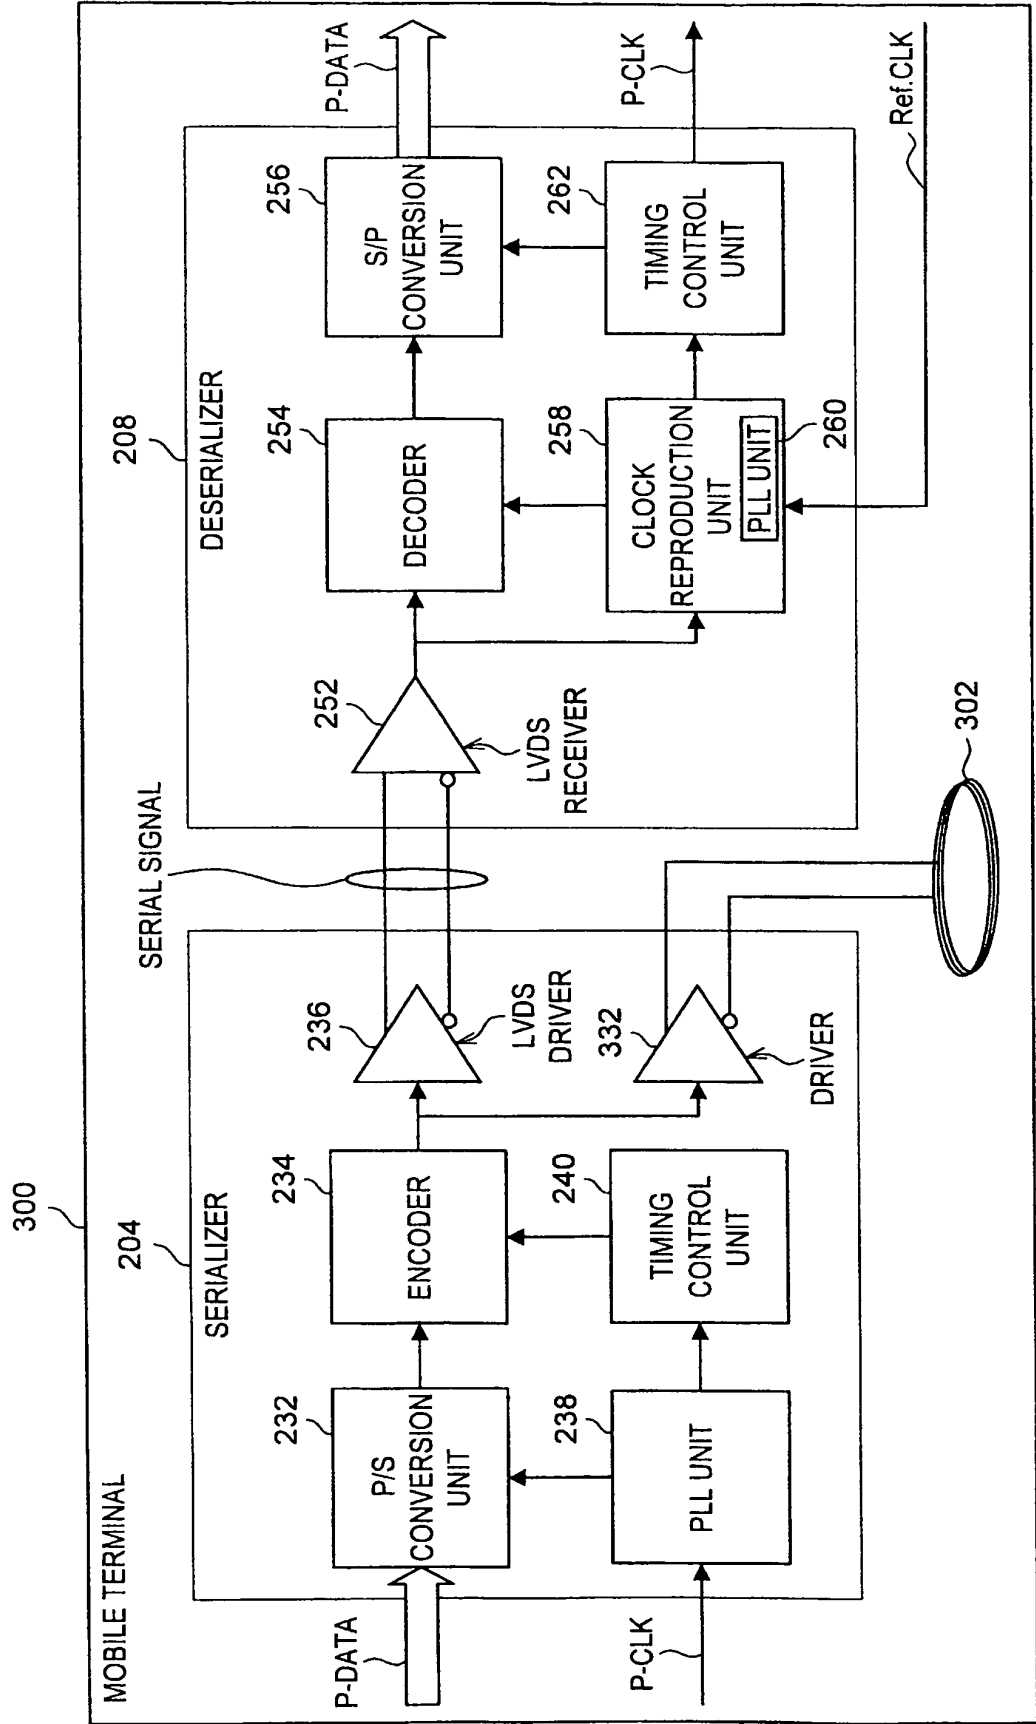 300
MOBILE TERMINAL
204
SERIALIZER
P-DATA
232
P/S
CONVERSION
UNIT
234
ENCODER
236
LVDS
DRIVER
P-CLK
238
PLL UNIT
240
TIMING
CONTROL
UNIT
332
DRIVER
SERIAL SIGNAL
302
208
DESERIALIZER
252
LVDS
RECEIVER
254
DECODER
256
S/P
CONVERSION
UNIT
P-DATA
258
CLOCK
REPRODUCTION
UNIT
PLL UNIT
260
262
TIMING
CONTROL
UNIT
P-CLK
Ref.CLK